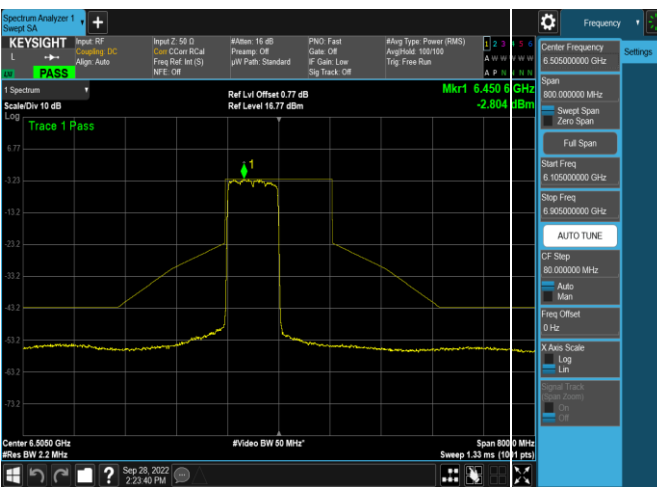 Spectrum Analyzer 1
Swept SA
+
Frequency
KEYSIGHT
L
LM
PASS
Input: RF
Coupling: DC
Align: Auto
Input Z: 50 Ω
Corr CCorr RCal
Freq Ref: Int (S)
NFE: Off
#Atten: 16 dB
Preamp: Off
µW Path: Standard
PNO: Fast
Gate: Off
IF Gain: Low
Sig Track: Off
#Avg Type: Power (RMS)
Avg|Hold: 100/100
Trig: Free Run
1 2 3 4 5 6
A W W W W W
A P N N N N
1 Spectrum
Scale/Div 10 dB
Log
Ref Lvl Offset 0.77 dB
Ref Level 16.77 dBm
Mkr1 6.450 6 GHz
-2.804 dBm
Trace 1 Pass
1
6.77
-3.23
-13.2
-23.2
-33.2
-43.2
-53.2
-63.2
-73.2
Center 6.5050 GHz
#Res BW 2.2 MHz
#Video BW 50 MHz*
Span 800.0 MHz
Sweep 1.33 ms (1001 pts)
Sep 28, 2022
2:23:40 PM
?
Center Frequency
6.505000000 GHz
Settings
Span
800.000000 MHz
Swept Span
Zero Span
Full Span
Start Freq
6.105000000 GHz
Stop Freq
6.905000000 GHz
AUTO TUNE
CF Step
80.000000 MHz
Auto
Man
Freq Offset
0 Hz
X Axis Scale
Log
Lin
Signal Track
(Span Zoom)
On
Off